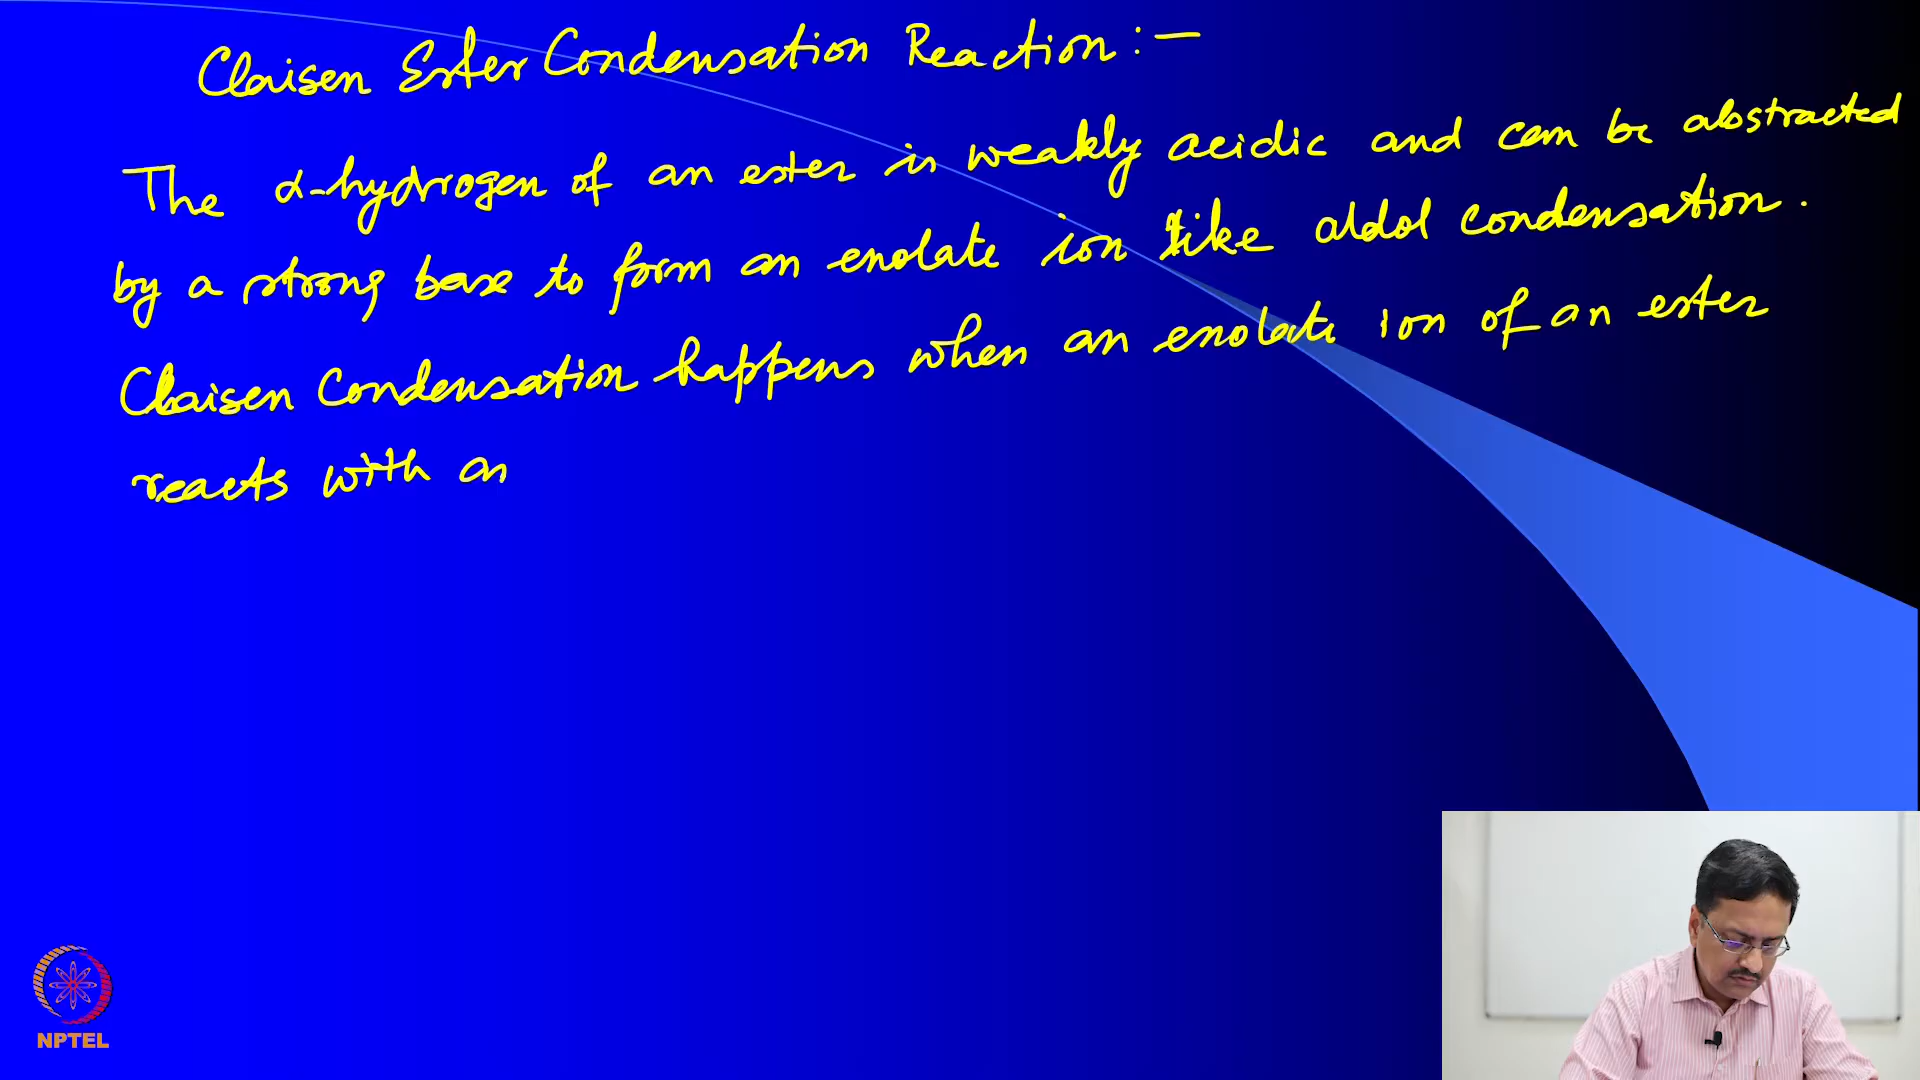 Claisen Ester Condensation Reaction :-
The α-hydrogen of an ester is weakly acidic and can be abstracted
by a strong base to form an enolate ion like aldol condensation.
Claisen Condensation happens when an enolate ion of an ester
reacts with an
NPTEL